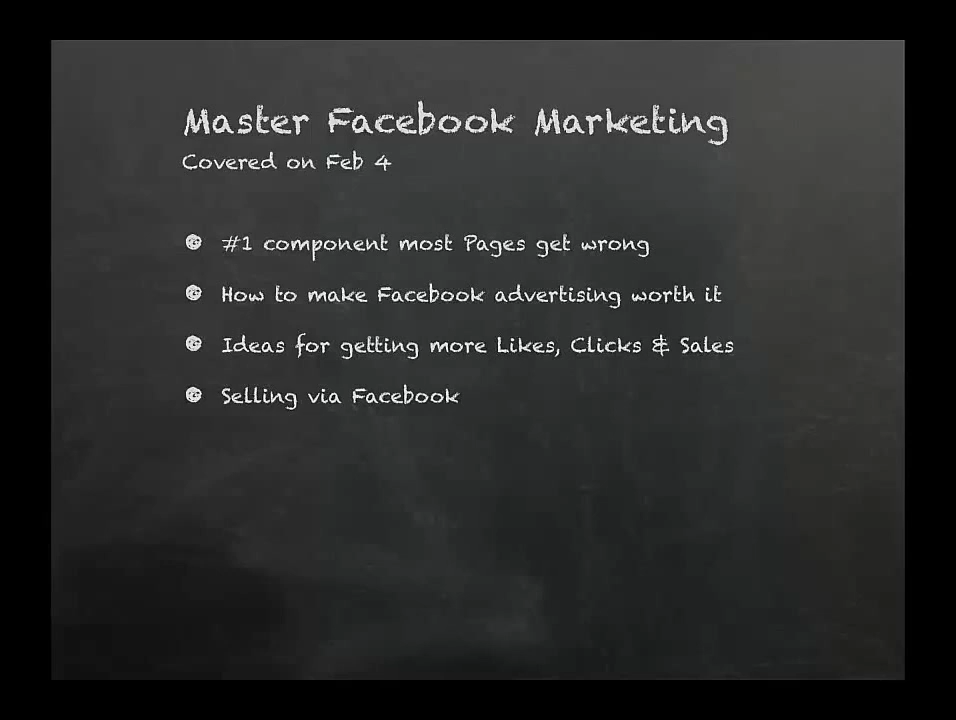 Master Facebook Marketing
Covered on Feb 4
#1 component most Pages get wrong
How to make Facebook advertising worth it
Ideas for getting more Likes, Clicks & Sales
Selling via Facebook